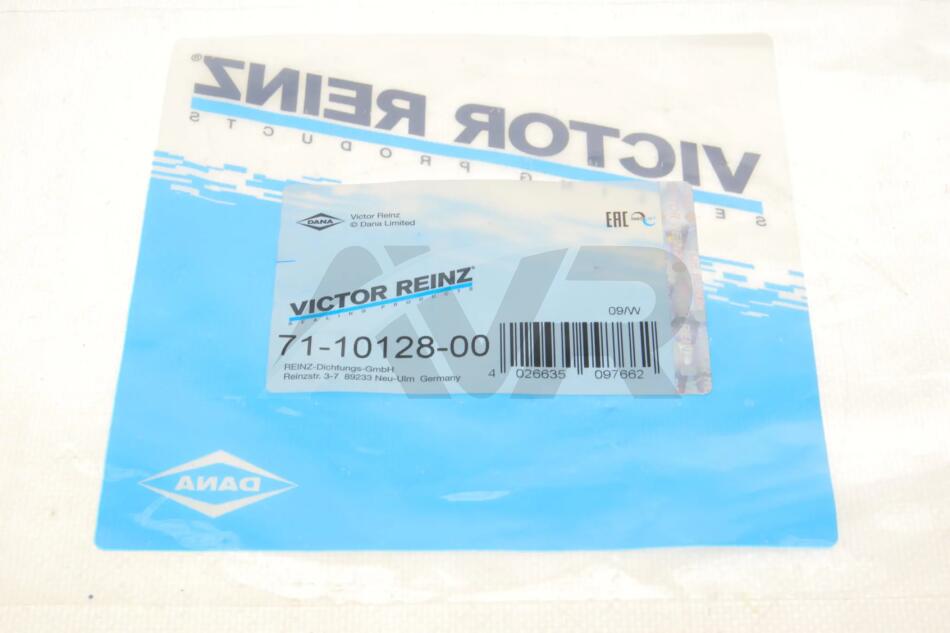 VICTOR REINZ®
SEALING PRODUCTS
DANA
Victor Reinz
© Dana Limited
EAC
VICTOR REINZ®
SEALING PRODUCTS
09/W
71-10128-00
REINZ-Dichtungs-GmbH
Reinzstr. 3-7 89233 Neu-Ulm Germany
4 026635 097662
AVR
DANA